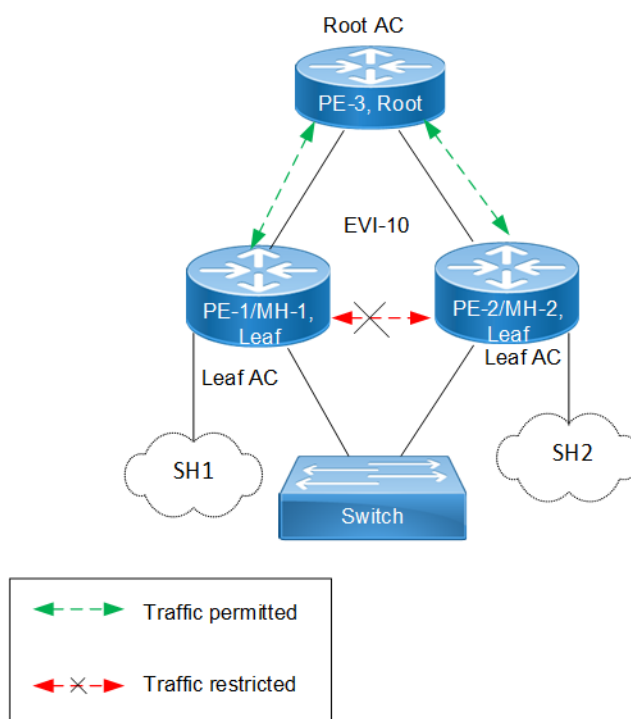 Root AC
PE-3, Root
EVI-10
PE-1/MH-1,
Leaf
PE-2/MH-2,
Leaf
Leaf AC
Leaf AC
SH1
SH2
Switch
Traffic permitted
Traffic restricted